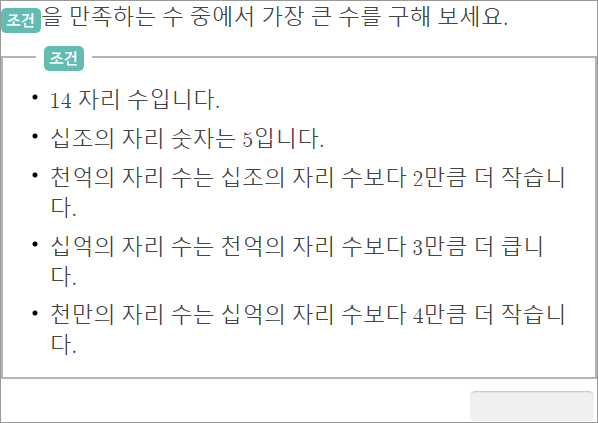 조건을 만족하는 수 중에서 가장 큰 수를 구해 보세요.
조건
• 14 자리 수입니다.
• 십조의 자리 숫자는 5입니다.
• 천억의 자리 수는 십조의 자리 수보다 2만큼 더 작습니
다.
• 십억의 자리 수는 천억의 자리 수보다 3만큼 더 큽니
다.
• 천만의 자리 수는 십억의 자리 수보다 4만큼 더 작습니
다.